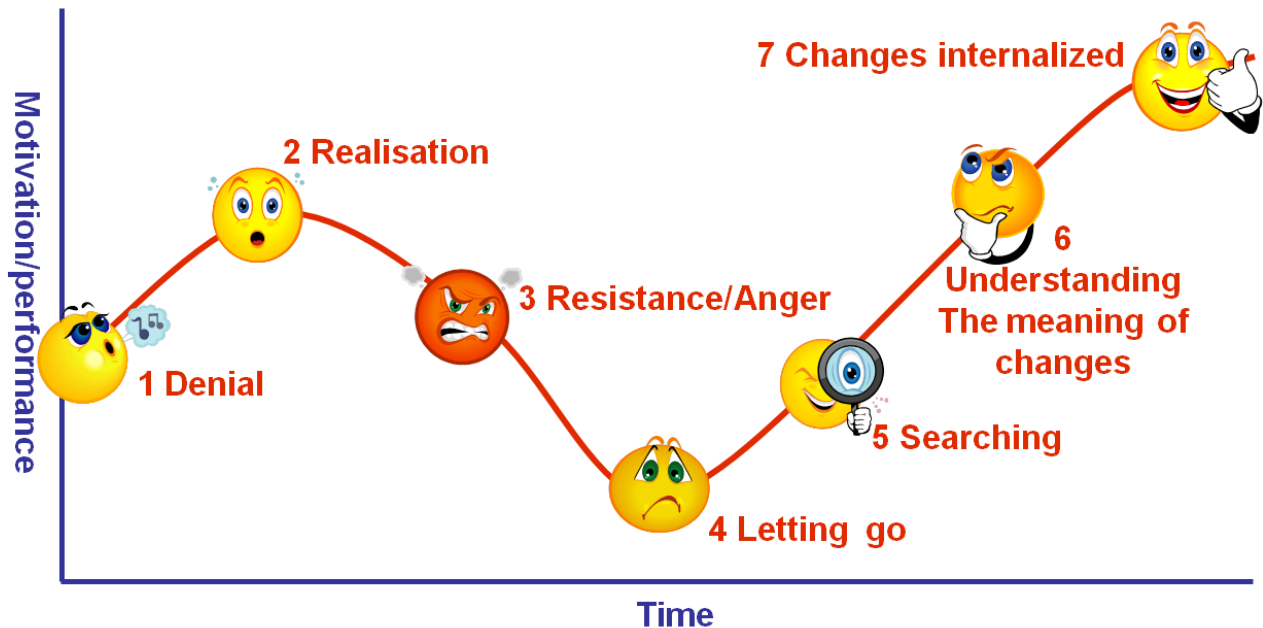 7 Changes internalized
2 Realisation
6
Understanding
The meaning of
changes
3 Resistance/Anger
1 Denial
5 Searching
4 Letting go
Motivation/performance
Time